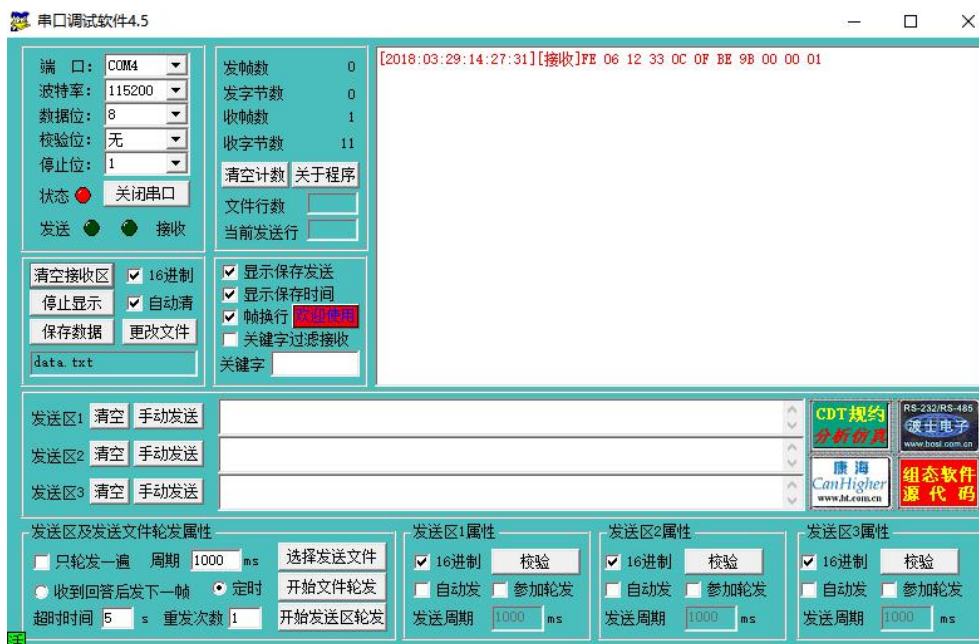 串口调试软件4.5
端 口: COM4
波特率: 115200
数据位: 8
校验位: 无
停止位: 1
状态 关闭串口
发送 接收
发帧数 0
发字节数 0
收帧数 1
收字节数 11
清空计数 关于程序
文件行数
当前发送行
[2018:03:29:14:27:31][接收]FE 06 12 33 0C 0F BE 9B 00 00 01
清空接收区 16进制
停止显示 自动清
保存数据 更改文件
data.txt
显示保存发送
显示保存时间
帧换行 欢迎使用
关键字过滤接收
关键字
发送区1 清空 手动发送
发送区2 清空 手动发送
发送区3 清空 手动发送
CDT规约
分析仿真
RS-232/RS-485
波士电子
www.bosi.com.cn
康海
CanHigher
www.ht.com.cn
组态软件
源代码
发送区及发送文件轮发属性
只轮发一遍 周期 1000 ms 选择发送文件
收到回答后发下一帧 定时 开始文件轮发
超时时间 5 s 重发次数 1 开始发送区轮发
发送区1属性
16进制 校验
自动发 参加轮发
发送周期 1000 ms
发送区2属性
16进制 校验
自动发 参加轮发
发送周期 1000 ms
发送区3属性
16进制 校验
自动发 参加轮发
发送周期 1000 ms